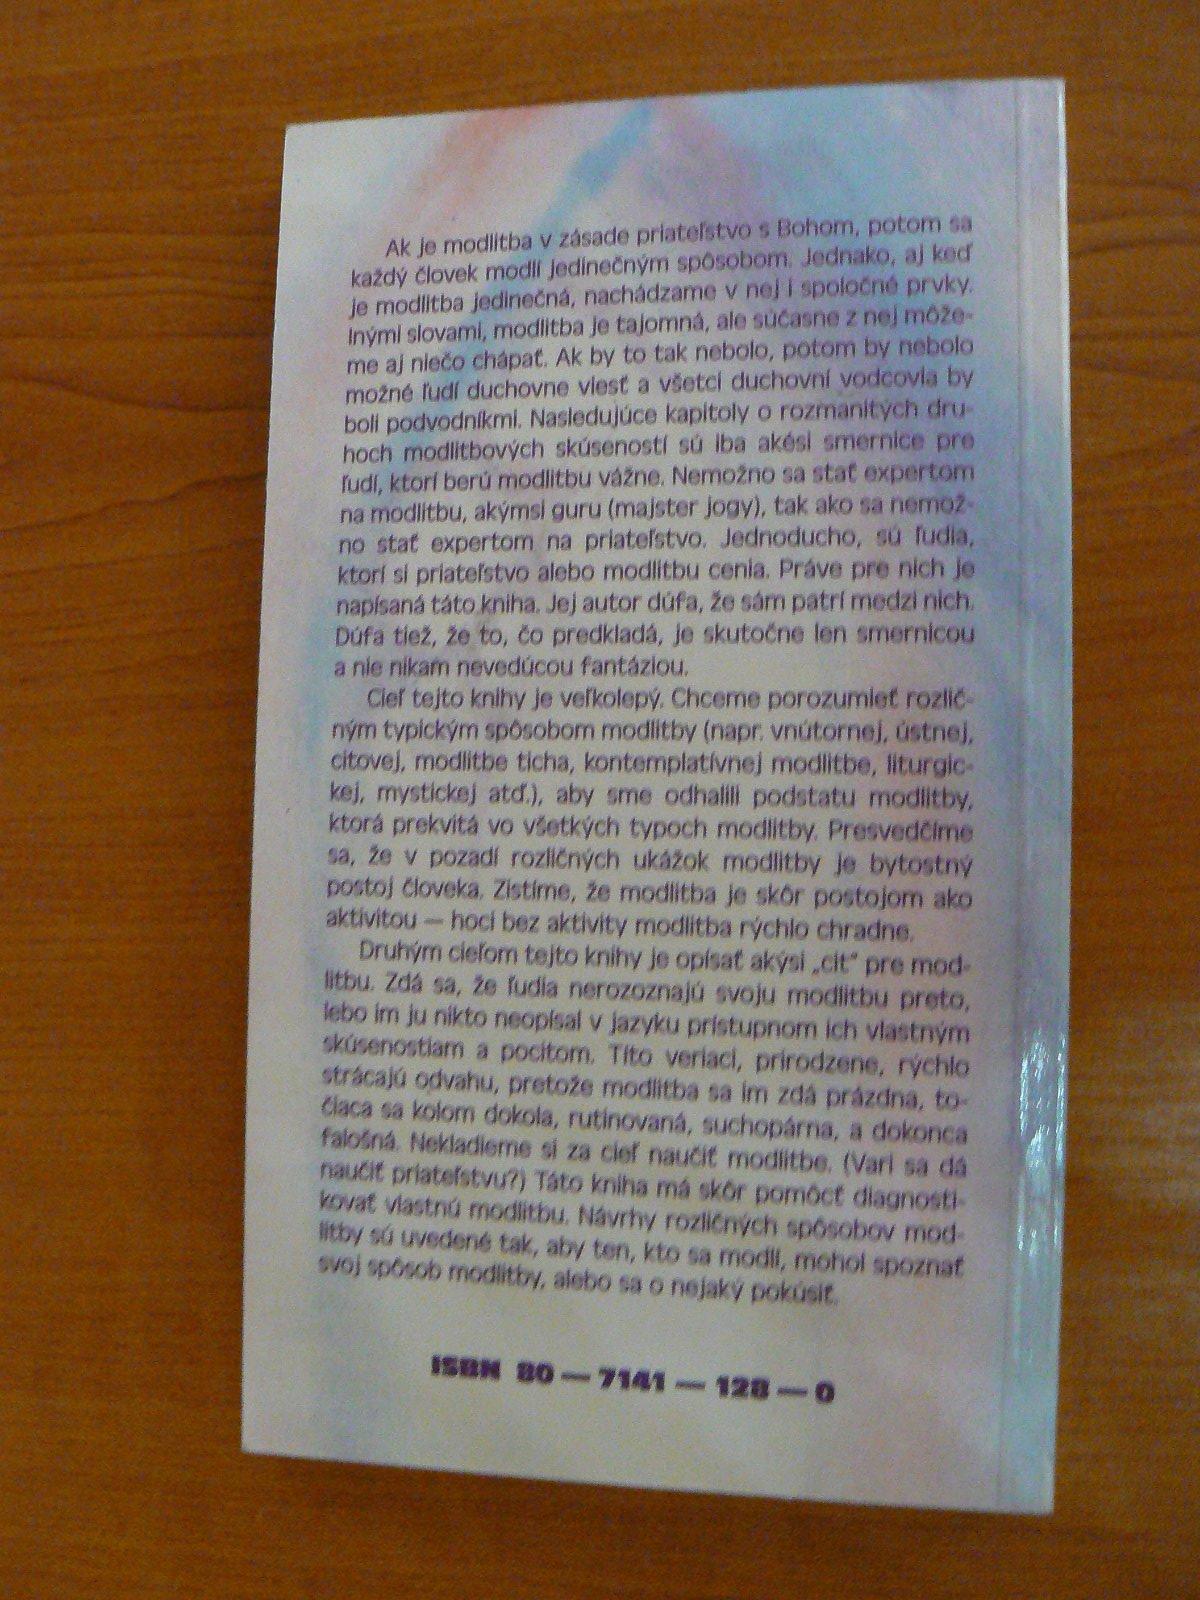 Ak je modlitba v zásade priateľstvo s Bohom, potom sa
každý človek modlí jedinečným spôsobom. Jednako, aj keď
je modlitba jedinečná, nachádzame v nej i spoločné prvky.
Inými slovami, modlitba je tajomná, ale súčasne z nej môže-
me aj niečo chápať. Ak by to tak nebolo, potom by nebolo
možné ľudí duchovne viesť a všetci duchovní vodcovia by
boli podvodníkmi. Nasledujúce kapitoly o rozmanitých dru-
hoch modlitbových skúseností sú iba akési smernice pre
ľudí, ktorí berú modlitbu vážne. Nemožno sa stať expertom
na modlitbu, akýmsi guru (majster jogy), tak ako sa nemož-
no stať expertom na priateľstvo. Jednoducho, sú ľudia,
ktorí si priateľstvo alebo modlitbu cenia. Práve pre nich je
napísaná táto kniha. Jej autor dúfa, že sám patrí medzi nich.
Dúfa tiež, že to, čo predkladá, je skutočne len smernicou
a nie nikam nevedúcou fantáziou.
Cieľ tejto knihy je veľkolepý. Chceme porozumieť rozlič-
ným typickým spôsobom modlitby (napr. vnútornej, ústnej,
citovej, modlitbe ticha, kontemplatívnej modlitbe, liturgic-
kej, mystickej atď.), aby sme odhalili podstatu modlitby,
ktorá prekvitá vo všetkých typoch modlitby. Presvedčíme
sa, že v pozadí rozličných ukážok modlitby je bytostný
postoj človeka. Zistíme, že modlitba je skôr postojom ako
aktivitou — hoci bez aktivity modlitba rýchlo chradne.
Druhým cieľom tejto knihy je opísať akýsi „cit“ pre mod-
litbu. Zdá sa, že ľudia nerozoznajú svoju modlitbu preto,
lebo im ju nikto neopísal v jazyku prístupnom ich vlastným
skúsenostiam a pocitom. Títo veriaci, prirodzene, rýchlo
strácajú odvahu, pretože modlitba sa im zdá prázdna, to-
čiaca sa kolom dokola, rutinovaná, suchopárna, a dokonca
falošná. Nekladieme si za cieľ naučiť modlitbe. (Vari sa dá
naučiť priateľstvu?) Táto kniha má skôr pomôcť diagnosti-
kovať vlastnú modlitbu. Návrhy rozličných spôsobov mod-
litby sú uvedené tak, aby ten, kto sa modlí, mohol spoznať
svoj spôsob modlitby, alebo sa o nejaký pokúsiť.
ISBN 80 — 7141 — 128 — 0